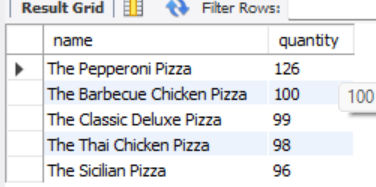 Result Grid Filter Rows:
name quantity
The Pepperoni Pizza 126
The Barbecue Chicken Pizza 100
100
The Classic Deluxe Pizza 99
The Thai Chicken Pizza 98
The Sicilian Pizza 96